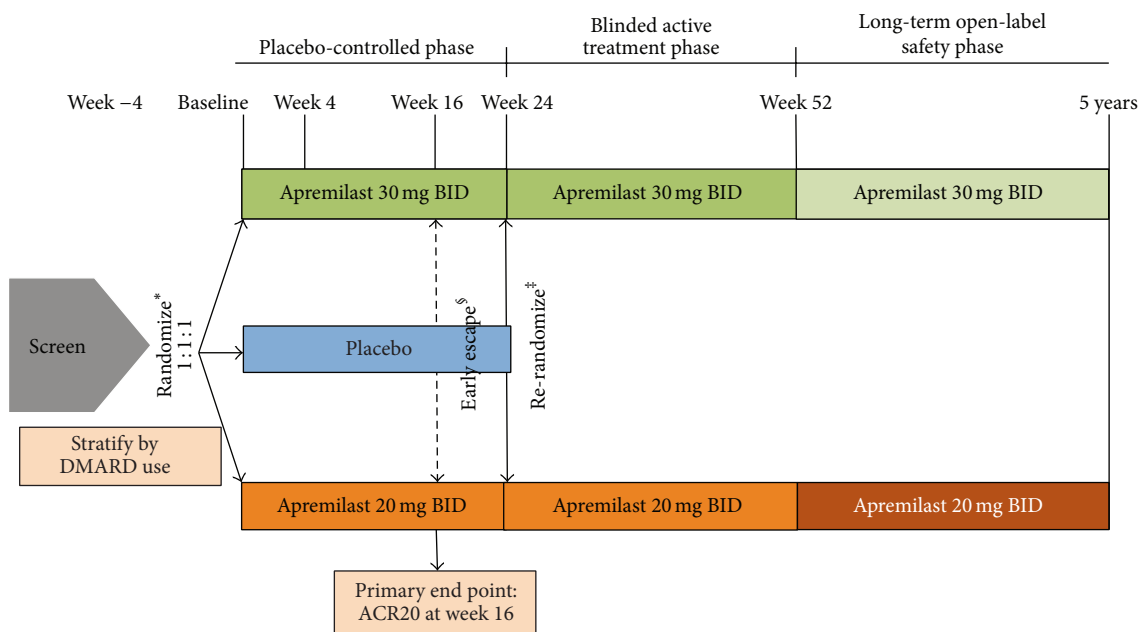 Placebo-controlled phase
Blinded active
treatment phase
Long-term open-label
safety phase
Week −4
Baseline
Week 4
Week 16
Week 24
Week 52
5 years
Apremilast 30 mg BID
Apremilast 30 mg BID
Apremilast 30 mg BID
Screen
Randomize*
1 : 1 : 1
Placebo
Early escape§
Re-randomize‡
Stratify by
DMARD use
Apremilast 20 mg BID
Apremilast 20 mg BID
Apremilast 20 mg BID
Primary end point:
ACR20 at week 16